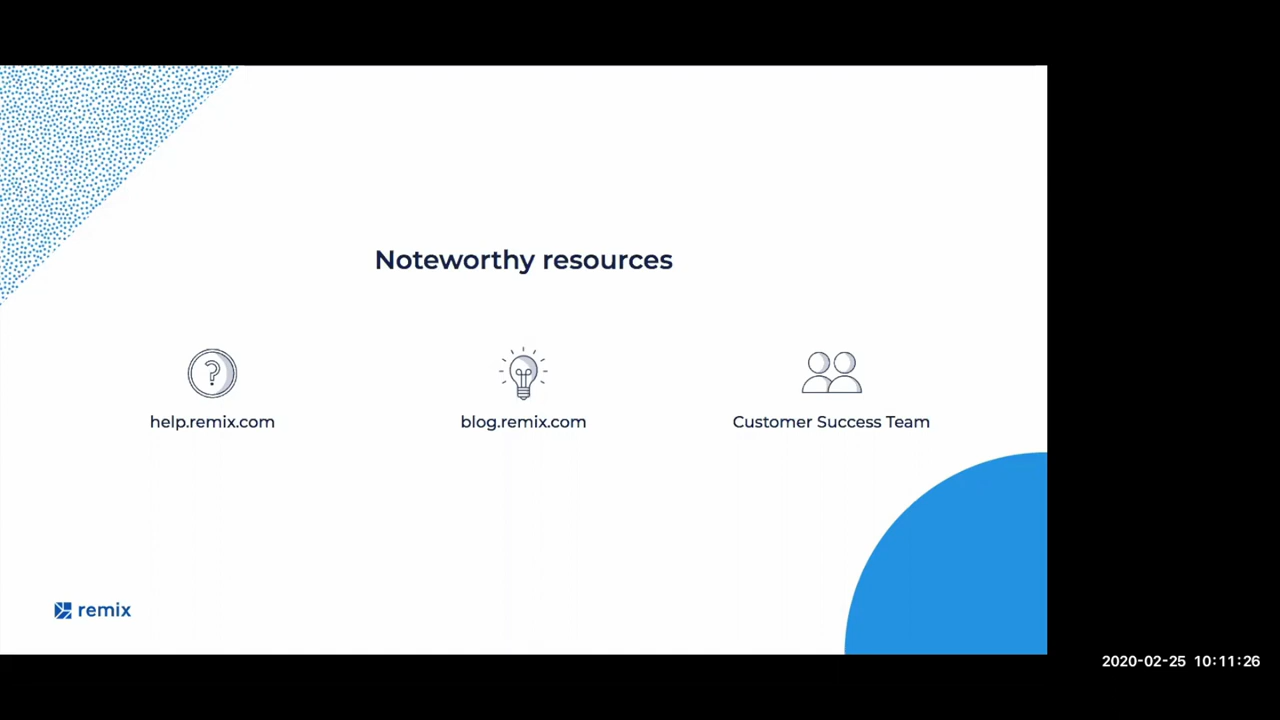 Noteworthy resources
?
help.remix.com
blog.remix.com
Customer Success Team
remix
2020-02-25 10:11:26